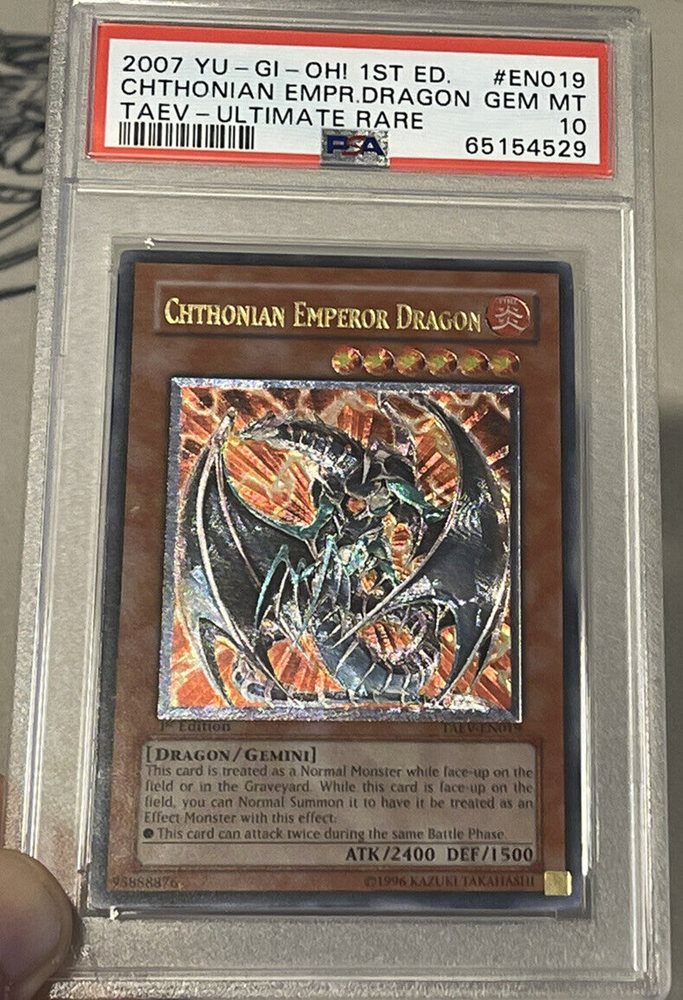 2007 YU-GI-OH! 1ST ED. #EN019
CHTHONIAN EMPR.DRAGON GEM MT
TAEV-ULTIMATE RARE 10
PSA 65154529
CHTHONIAN EMPEROR DRAGON
炎
1st Edition TAEV-EN019
[DRAGON/GEMINI]
This card is treated as a Normal Monster while face-up on the
field or in the Graveyard. While this card is face-up on the
field, you can Normal Summon it to have it be treated as an
Effect Monster with this effect:
● This card can attack twice during the same Battle Phase.
ATK/2400 DEF/1500
©1996 KAZUKI TAKAHASHI